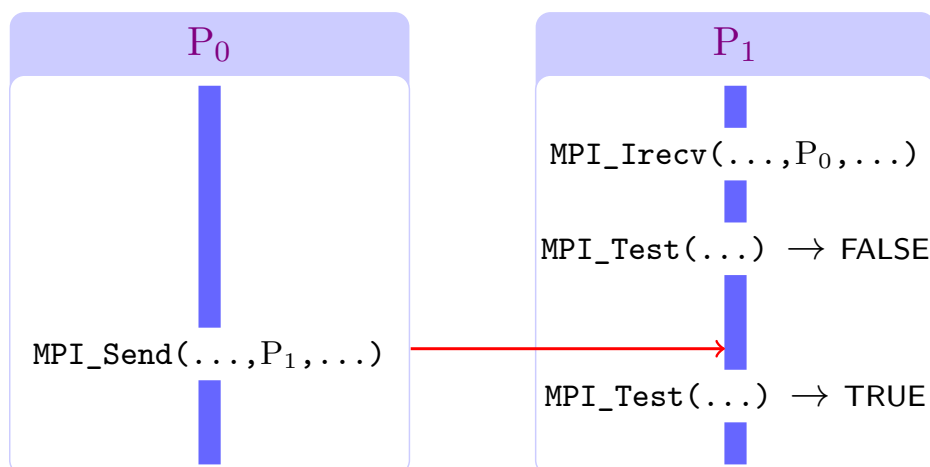 P₀
MPI_Send(...,P₁,...)
P₁
MPI_Irecv(...,P₀,...)
MPI_Test(...) → FALSE
MPI_Test(...) → TRUE